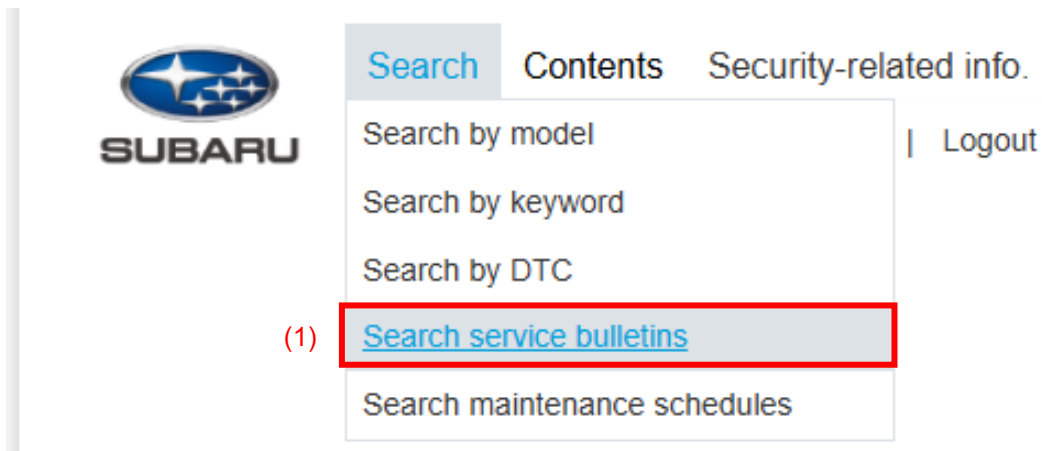 Search Contents Security-related info.
SUBARU
Search by model
| Logout
Search by keyword
Search by DTC
(1) Search service bulletins
Search maintenance schedules